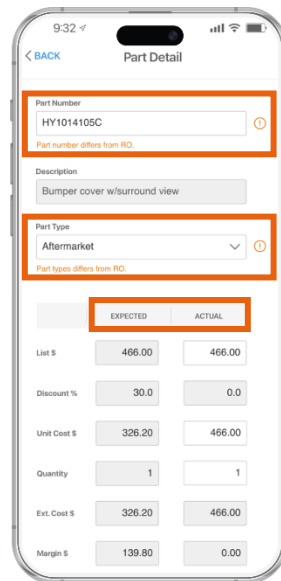 9:32
BACK Part Detail
Part Number
HY1014105C
Part number differs from RO.
Description
Bumper cover w/surround view
Part Type
Aftermarket
Part types differs from RO.
EXPECTED ACTUAL
List $ 466.00 466.00
Discount % 30.0 0.0
Unit Cost $ 326.20 466.00
Quantity 1 1
Ext. Cost $ 326.20 466.00
Margin $ 139.80 0.00